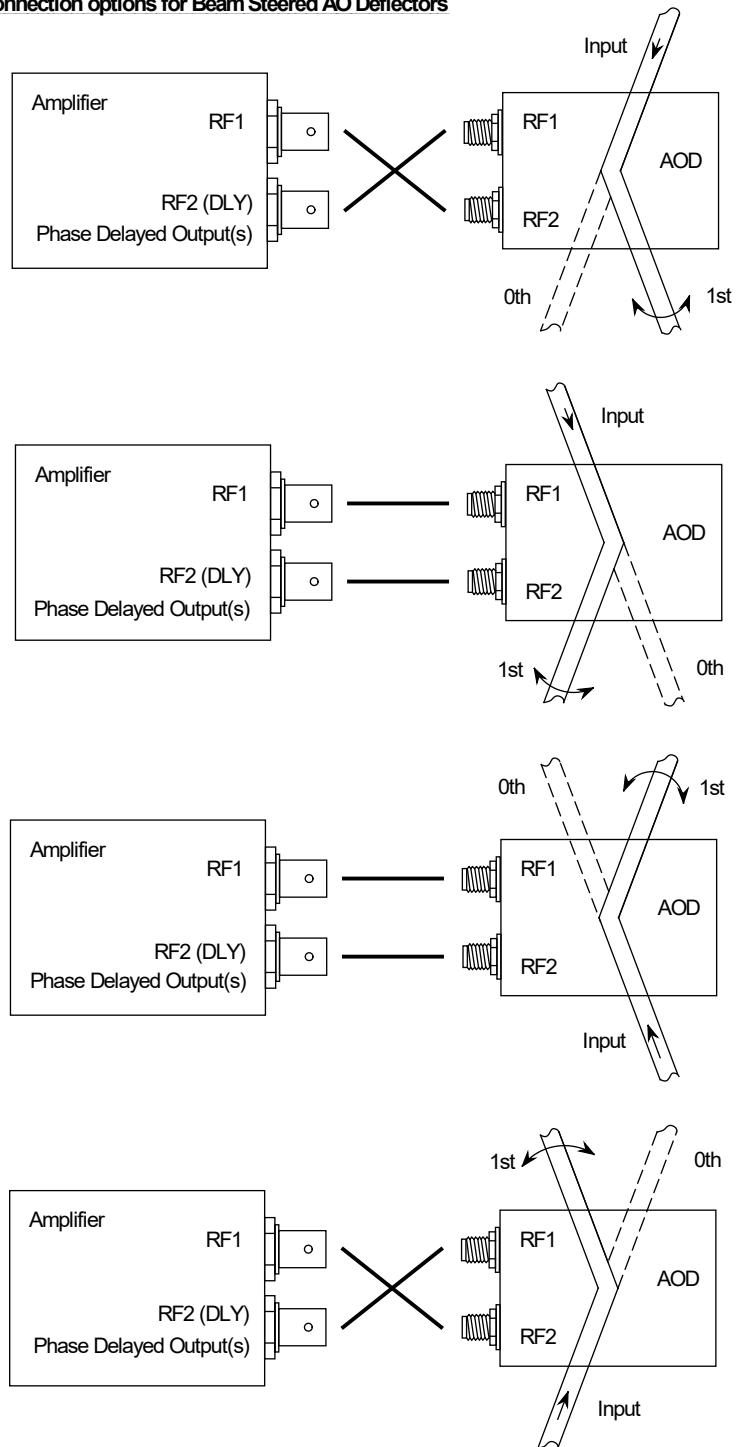 onnection options for Beam Steered AO Deflectors
Input
Amplifier
RF1
RF1
AOD
RF2 (DLY)
Phase Delayed Output(s)
RF2
0th
1st
Input
Amplifier
RF1
RF1
AOD
RF2 (DLY)
Phase Delayed Output(s)
RF2
1st
0th
0th
1st
Amplifier
RF1
RF1
AOD
RF2 (DLY)
Phase Delayed Output(s)
RF2
Input
1st
0th
Amplifier
RF1
RF1
AOD
RF2 (DLY)
Phase Delayed Output(s)
RF2
Input